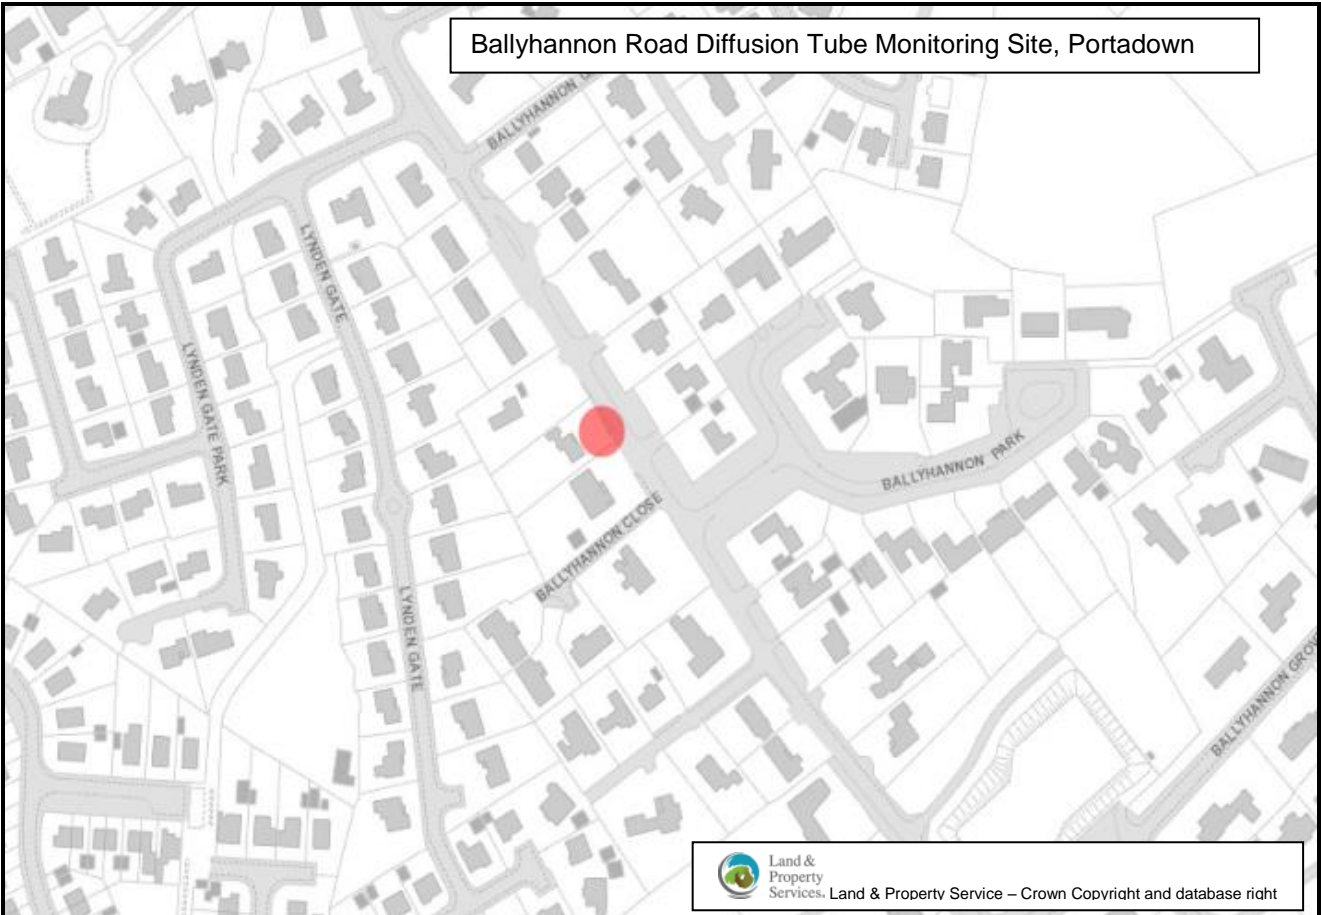 Ballyhannon Road Diffusion Tube Monitoring Site, Portadown
BALLYHANNON
LYNDEN GATE
LYNDEN GATE PARK
BALLYHANNON PARK
BALLYHANNON CLOSE
LYNDEN GATE
BALLYHANNON GROV
Land &
Property
Services.
Land & Property Service – Crown Copyright and database right